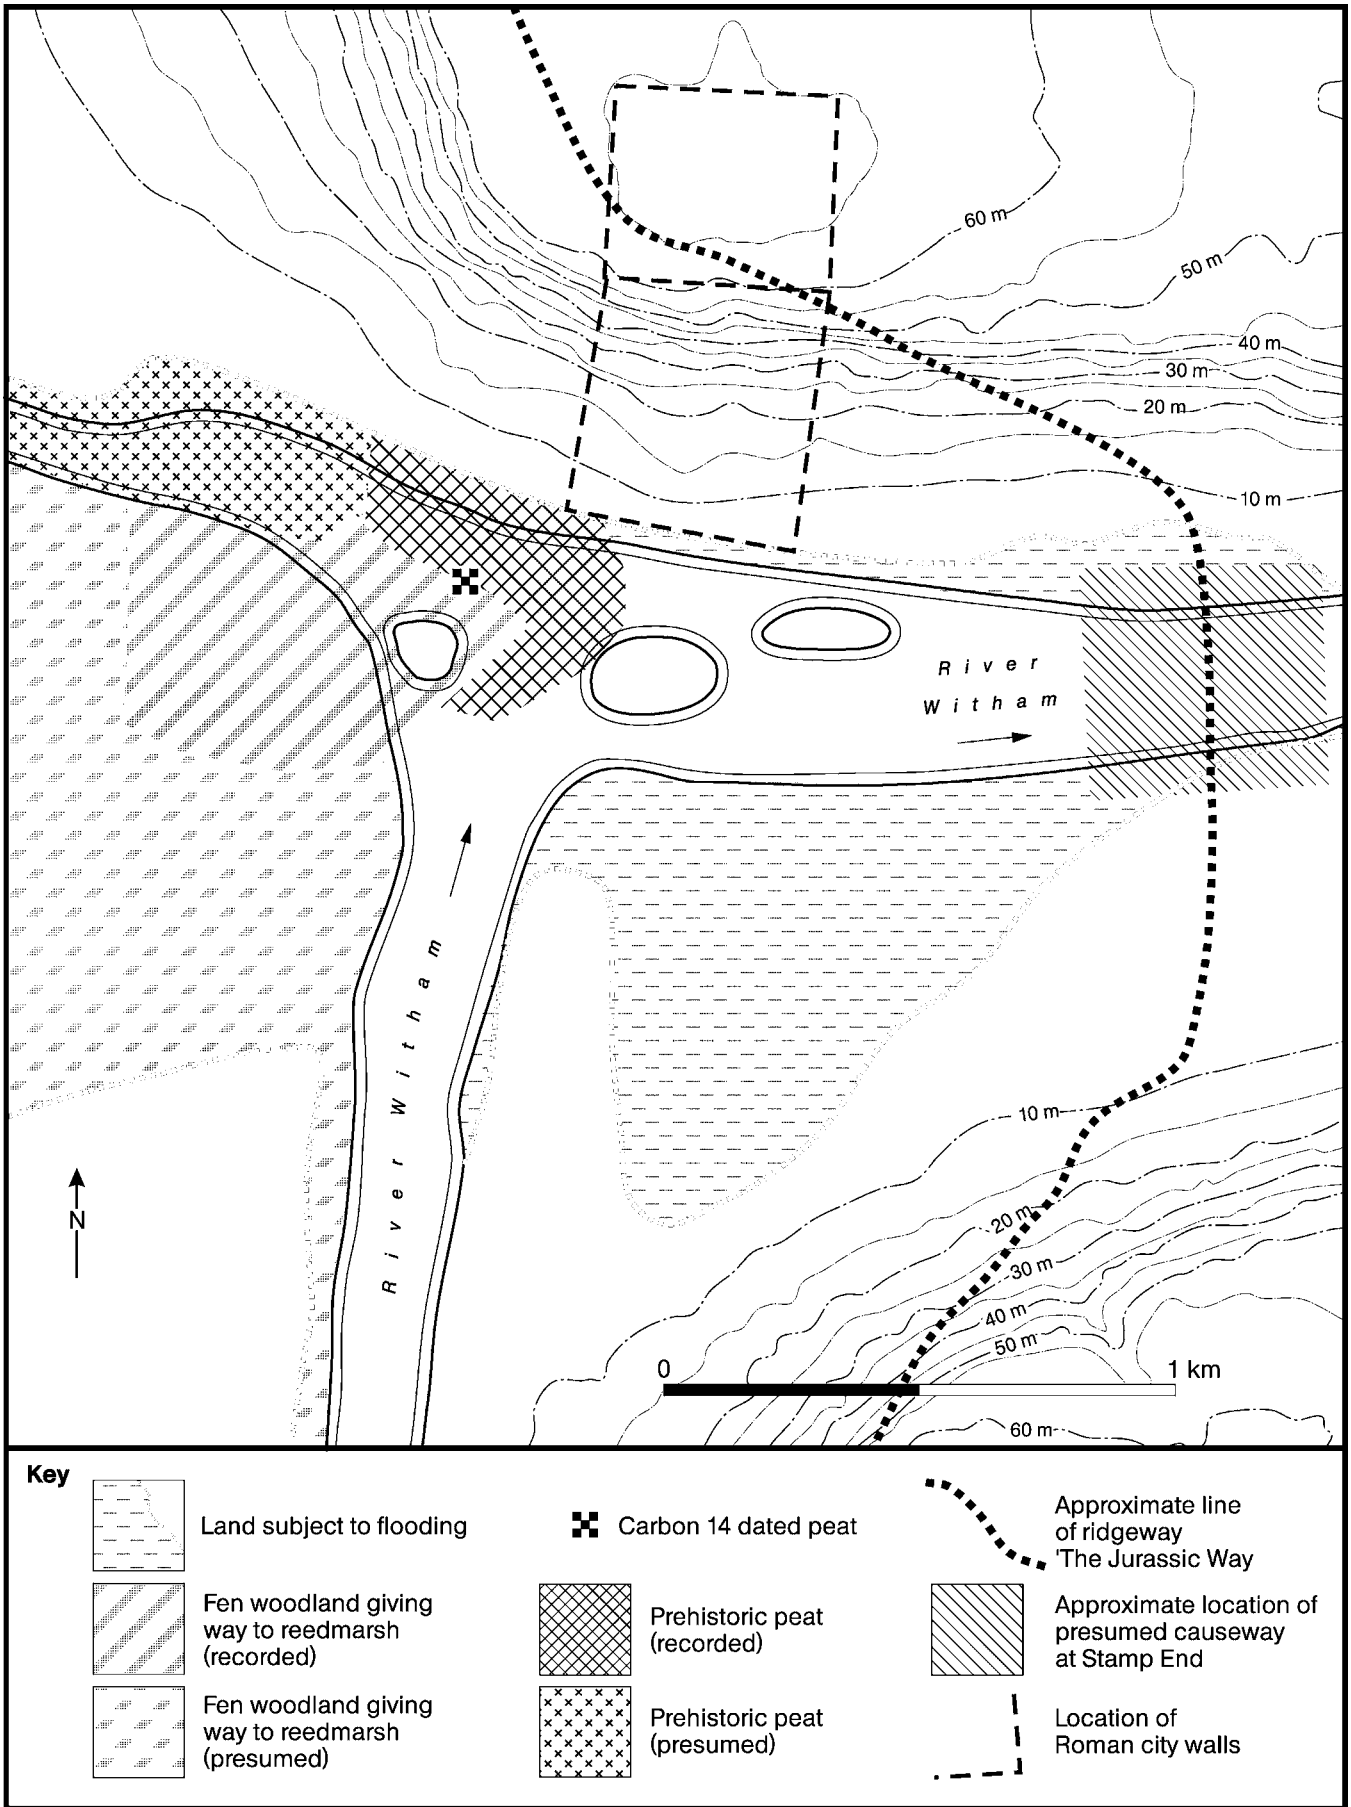 60 m
50 m
40 m
30 m
20 m
10 m
River
Witham
River Witham
N
10 m
20 m
30 m
40 m
50 m
0
1 km
60 m
Key
Land subject to flooding
Fen woodland giving
way to reedmarsh
(recorded)
Fen woodland giving
way to reedmarsh
(presumed)
Carbon 14 dated peat
Prehistoric peat
(recorded)
Prehistoric peat
(presumed)
Approximate line
of ridgeway
'The Jurassic Way
Approximate location of
presumed causeway
at Stamp End
Location of
Roman city walls